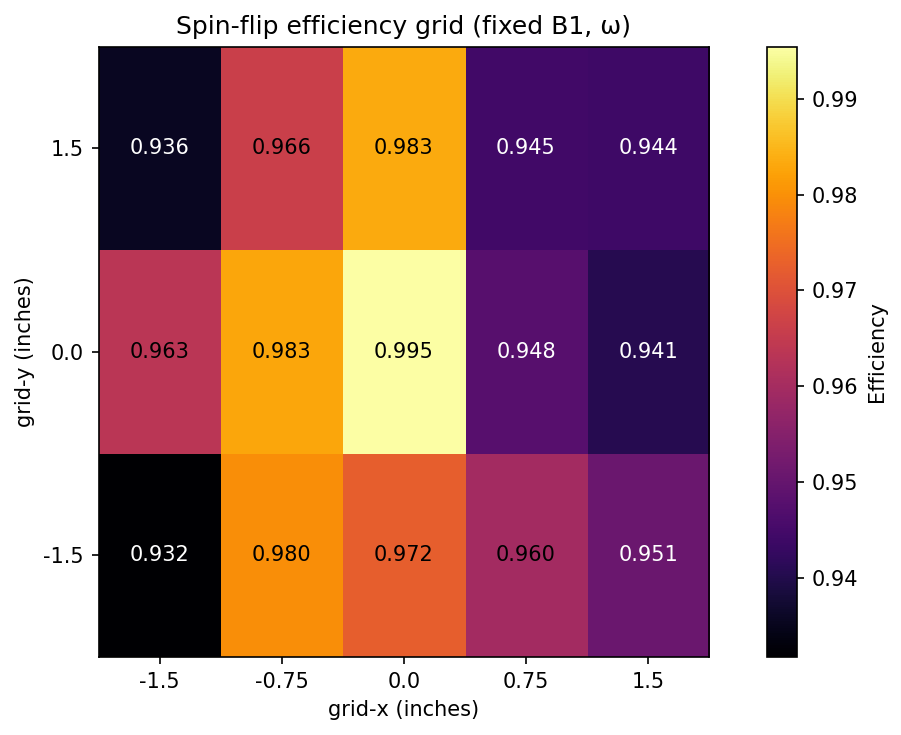 Spin-flip efficiency grid (fixed B1, ω)
grid-y (inches)
1.5
0.936 0.966 0.983 0.945 0.944
0.0
0.963 0.983 0.995 0.948 0.941
-1.5
0.932 0.980 0.972 0.960 0.951
-1.5 -0.75 0.0 0.75 1.5
grid-x (inches)
0.99
0.98
0.97
0.96
0.95
0.94
Efficiency